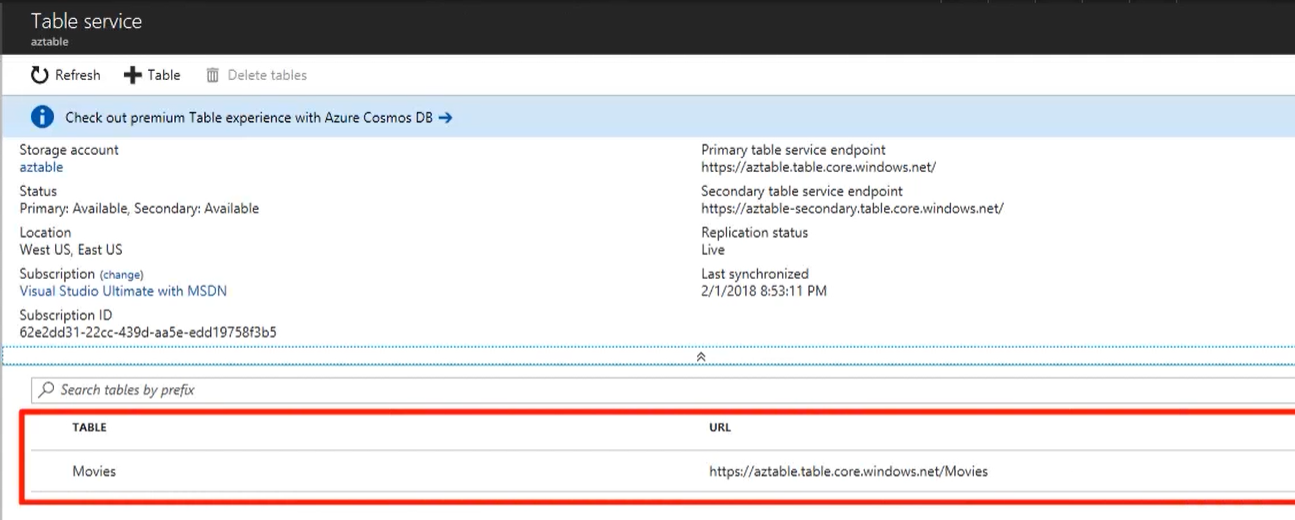 Table service
aztable
Refresh Table Delete tables
Check out premium Table experience with Azure Cosmos DB →
Storage account
aztable
Status
Primary: Available, Secondary: Available
Location
West US, East US
Subscription (change)
Visual Studio Ultimate with MSDN
Subscription ID
62e2dd31-22cc-439d-aa5e-edd19758f3b5
Primary table service endpoint
https://aztable.table.core.windows.net/
Secondary table service endpoint
https://aztable-secondary.table.core.windows.net/
Replication status
Live
Last synchronized
2/1/2018 8:53:11 PM
Search tables by prefix
TABLE URL
Movies https://aztable.table.core.windows.net/Movies